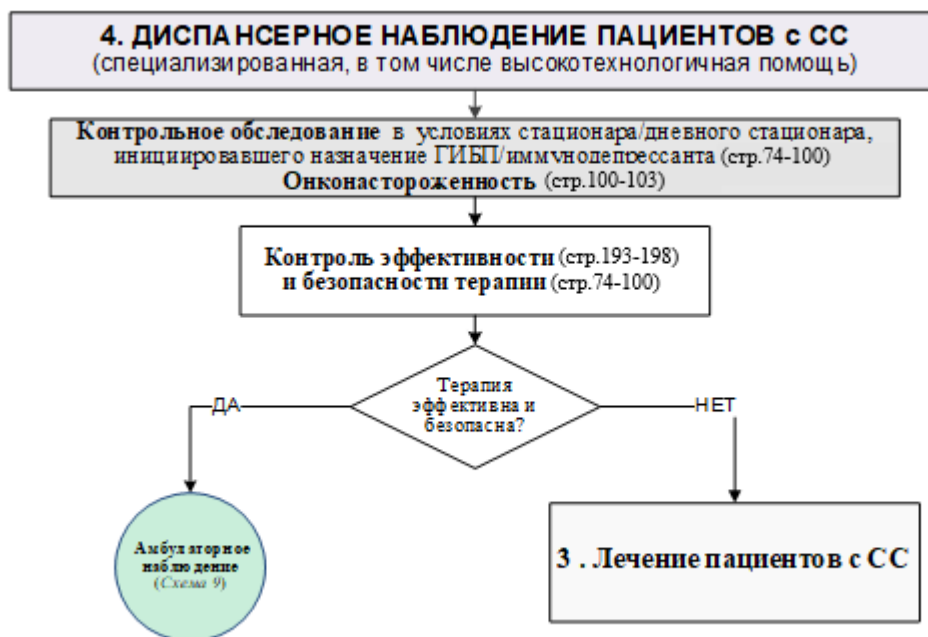 4. ДИСПАНСЕРНОЕ НАБЛЮДЕНИЕ ПАЦИЕНТОВ с СС
(специализированная, в том числе высокотехнологичная помощь)
Контрольное обследование в условиях стационара/дневного стационара,
инициировавшего назначение ГИБП/иммунодепрессанта (стр.74-100)
Онконастороженность (стр.100-103)
Контроль эффективности (стр.193-198)
и безопасности терапии (стр.74-100)
Терапия
эффективна и
безопасна?
ДА
НЕТ
Амбулаторное
наблюдение
(Схема 9)
3 . Лечение пациентов с СС